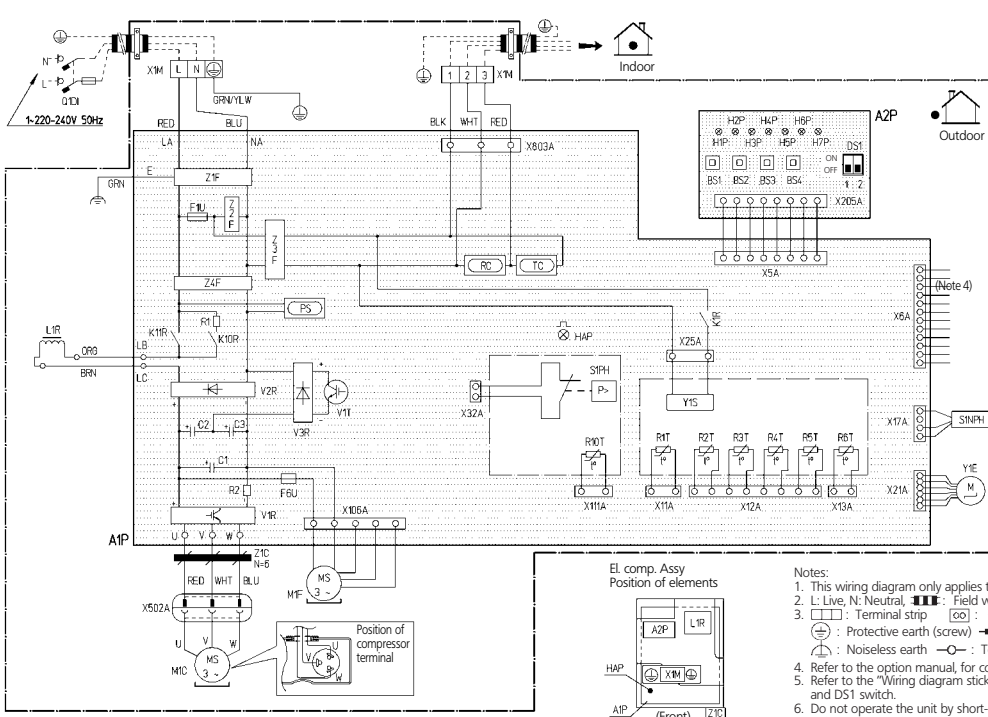 N
L
Q1DI
1~220-240V 50Hz
X1M
L N
GRN/YLW
RED
BLU
LA
NA
E
GRN
Z1F
F1U
Z2F
Z3F
Z4F
PS
R1
K11R
K10R
L1R
ORG
BRN
LB
LC
V2R
V3R
V1T
C2
C3
C1
R2
F6U
V1R
A1P
U V W
Z1C
N=6
RED WHT BLU
X502A
U V W
M1C
MS
3 ~
X106A
M1F
MS
3 ~
Position of
compressor
terminal
U
V
W
Indoor
1 2 3
X1M
BLK WHT RED
X803A
RC
TC
HAP
K1R
X25A
Y1S
X32A
S1PH
P>
R10T
t°
X111A
R1T
t°
X11A
R2T R3T R4T R5T
t° t° t° t°
X12A
R6T
t°
X13A
A2P
H2P H4P H6P
H1P H3P H5P H7P
DS1
ON
OFF
1 2
BS1 BS2 BS3 BS4
X205A
X5A
Outdoor
(Note 4)
X6A
X17A
S1NPH
X21A
Y1E
M
El. comp. Assy
Position of elements
A2P
L1R
HAP
X1M
A1P
(Front)
Z1C
Notes:
1. This wiring diagram only applies t
2. L: Live, N: Neutral, : Field w
3. : Terminal strip :
: Protective earth (screw)
: Noiseless earth : T
4. Refer to the option manual, for co
5. Refer to the "Wiring diagram stick
and DS1 switch.
6. Do not operate the unit by short-